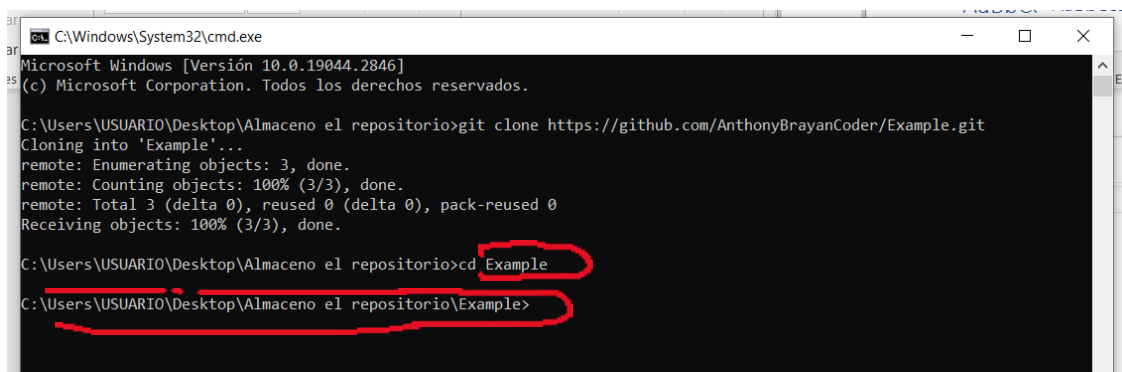 C:\Windows\System32\cmd.exe
Microsoft Windows [Versión 10.0.19044.2846]
(c) Microsoft Corporation. Todos los derechos reservados.
C:\Users\USUARIO\Desktop\Almaceno el repositorio>git clone https://github.com/AnthonyBrayanCoder/Example.git
Cloning into 'Example'...
remote: Enumerating objects: 3, done.
remote: Counting objects: 100% (3/3), done.
remote: Total 3 (delta 0), reused 0 (delta 0), pack-reused 0
Receiving objects: 100% (3/3), done.
C:\Users\USUARIO\Desktop\Almaceno el repositorio>cd Example
C:\Users\USUARIO\Desktop\Almaceno el repositorio\Example>